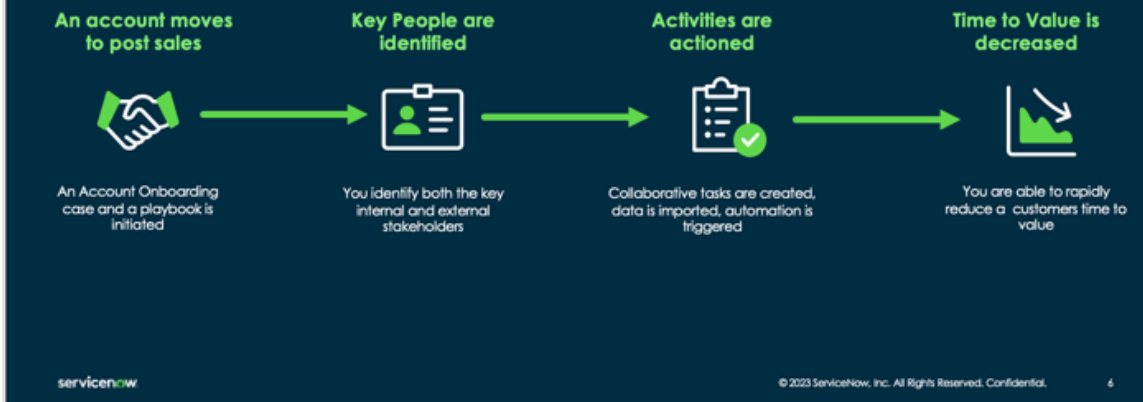 An account moves
to post sales
Key People are
identified
Activities are
actioned
Time to Value is
decreased
An Account Onboarding
case and a playbook is
initiated
You identify both the key
internal and external
stakeholders
Collaborative tasks are created,
data is imported, automation is
triggered
You are able to rapidly
reduce a customers time to
value
servicenow
© 2023 ServiceNow, Inc. All Rights Reserved. Confidential.
6